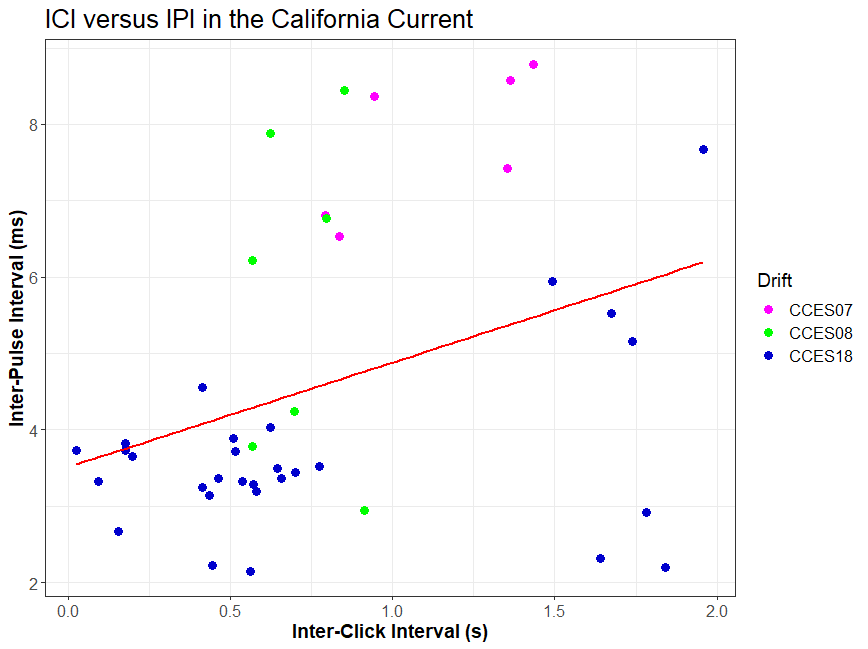 ICI versus IPI in the California Current
8
6
4
2
Inter-Pulse Interval (ms)
0.0 0.5 1.0 1.5 2.0
Inter-Click Interval (s)
Drift
CCES07
CCES08
CCES18